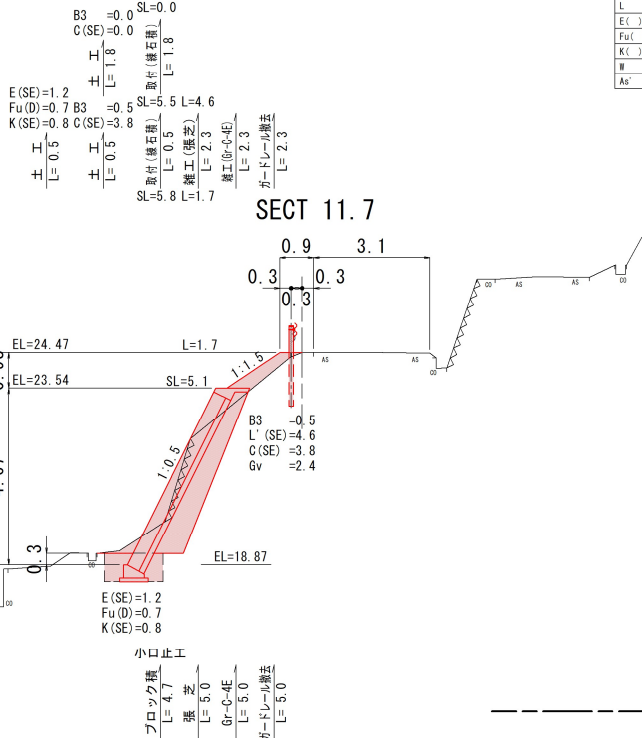 SL=0.0
B3 =0.0
C(SE)=0.0
土 工
L= 1.8
取付(練石積)
L= 1.8
E(SE)=1.2
Fu(D)=0.7
K(SE)=0.8
B3 =0.5
C(SE)=3.8
SL=5.5 L=4.6
土 工
L= 0.5
土 工
L= 0.5
取付(練石積)
L= 0.5
雑工(張芝)
L= 2.3
雑工(Gr-C-4E)
L= 2.3
ガードレール撤去
L= 2.3
SL=5.8 L=1.7
L
E( )
Fu(
K( )
W
As'
SECT 11.7
0.9
3.1
0.3
0.3
0.3
CO
AS
AS
CO
EL=24.47
L=1.7
1:1.5
AS
AS
CO
EL=23.54
SL=5.1
1:0.5
B3 =0.5
L'(SE)=4.6
C(SE) =3.8
Gv =2.4
0.3
CO
EL=18.87
CO
E(SE)=1.2
Fu(D)=0.7
K(SE)=0.8
小口止工
ブロック積
L= 4.7
張 芝
L= 5.0
Gr-C-4E
L= 5.0
ガードレール撤去
L= 5.0